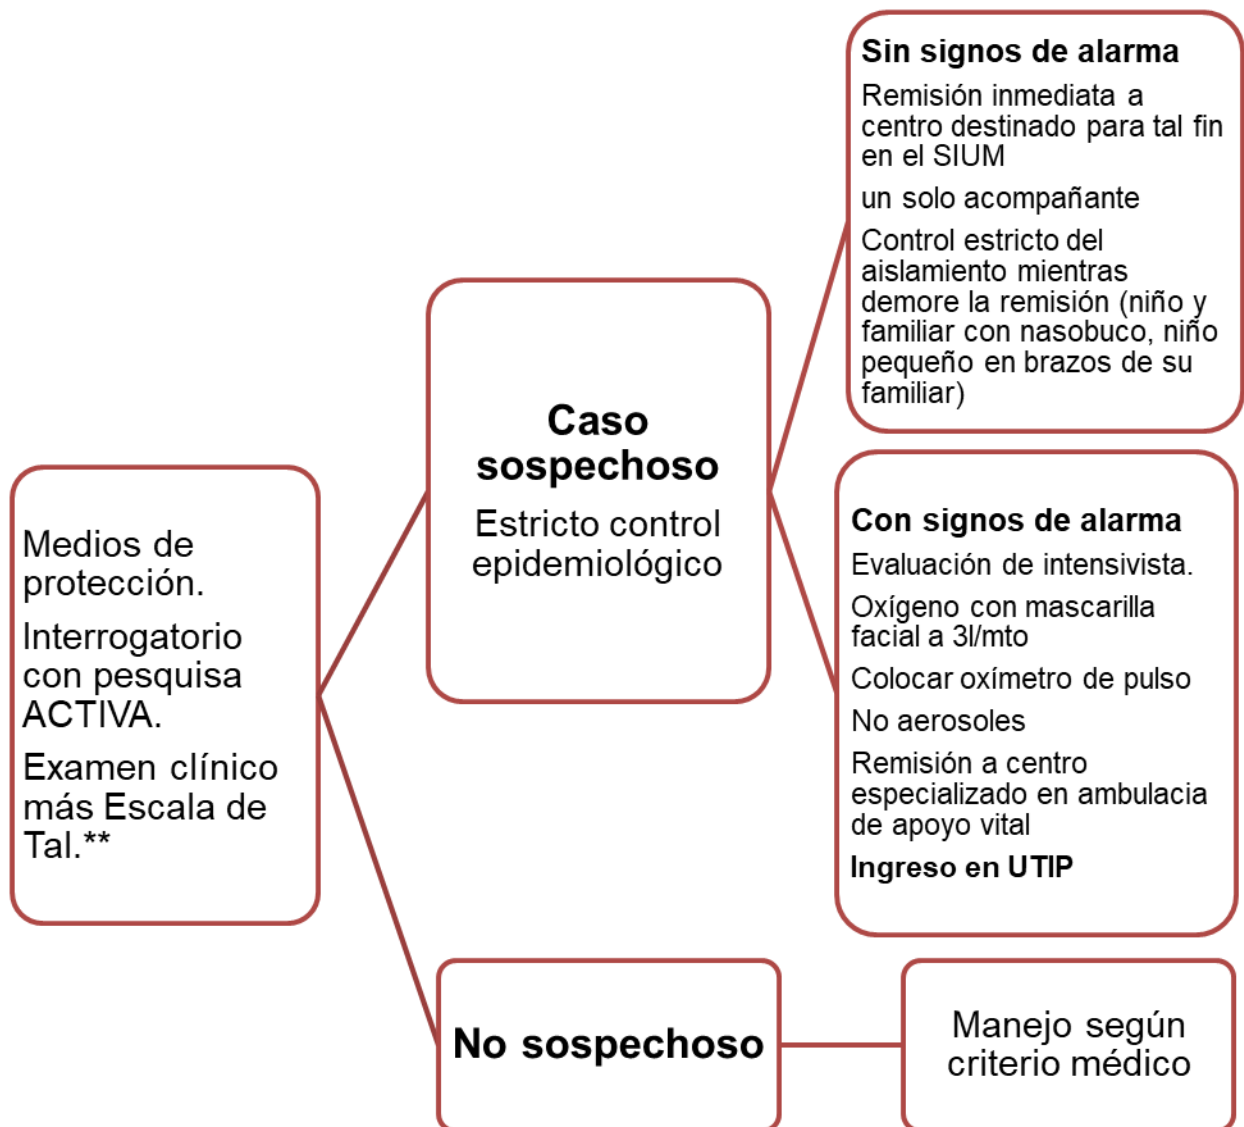 Medios de
protección.
Interrogatorio
con pesquisa
ACTIVA.
Examen clínico
más Escala de
Tal.**
Caso
sospechoso
Estricto control
epidemiológico
Sin signos de alarma
Remisión inmediata a
centro destinado para tal fin
en el SIUM
un solo acompañante
Control estricto del
aislamiento mientras
demore la remisión (niño y
familiar con nasobuco, niño
pequeño en brazos de su
familiar)
Con signos de alarma
Evaluación de intensivista.
Oxígeno con mascarilla
facial a 3l/mto
Colocar oxímetro de pulso
No aerosoles
Remisión a centro
especializado en ambulacia
de apoyo vital
Ingreso en UTIP
No sospechoso
Manejo según
criterio médico